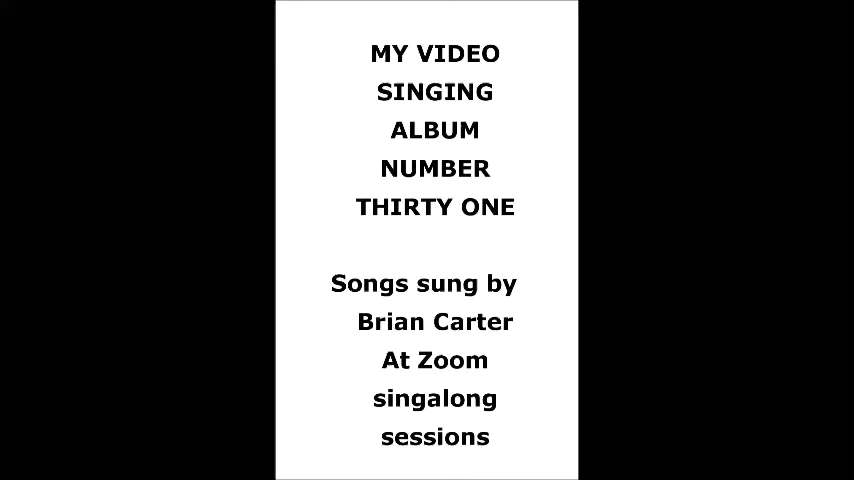 MY VIDEO
SINGING
ALBUM
NUMBER
THIRTY ONE
Songs sung by
Brian Carter
At Zoom
singalong
sessions